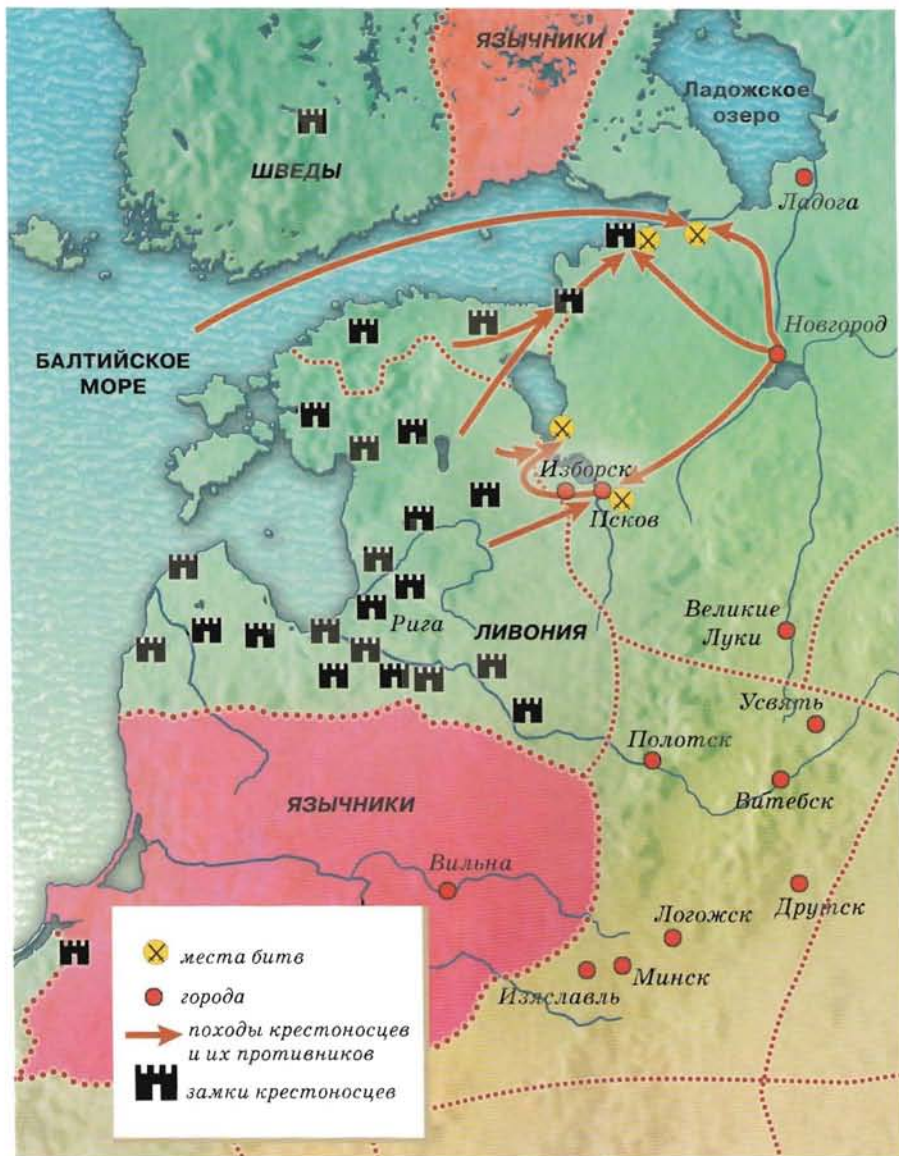 ЯЗЫЧНИКИ
Ладожское
озеро
ШВЕДЫ
Ладога
Новгород
БАЛТИЙСКОЕ
МОРЕ
Изборск
Псков
Рига
ЛИВОНИЯ
Великие
Луки
Усвять
Полотск
Витебск
ЯЗЫЧНИКИ
Вильна
Друтск
Логожск
Минск
Изяславль
места битв
города
походы крестоносцев
и их противников
замки крестоносцев